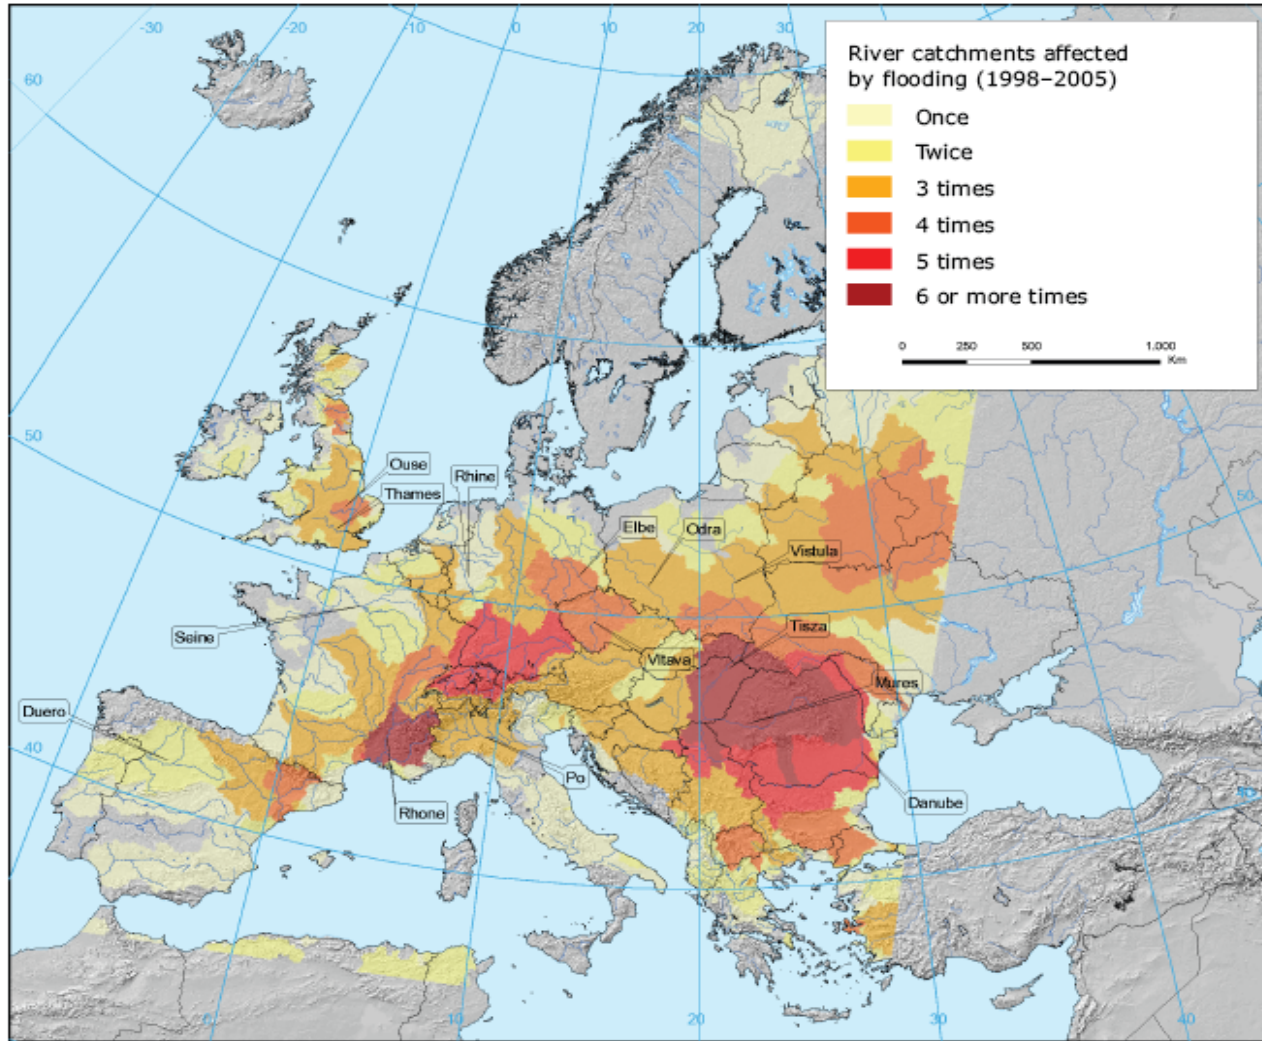 -30
-20
-10
0
10
20
30
River catchments affected
by flooding (1998–2005)
Once
Twice
3 times
4 times
5 times
6 or more times
0
250
500
1.000
Km
60
50
40
50
Ouse
Thames
Rhine
Elbe
Odra
Vistula
Seine
Tisza
Vltava
Mures
Duero
Po
Rhone
Danube
0
10
20
30
40